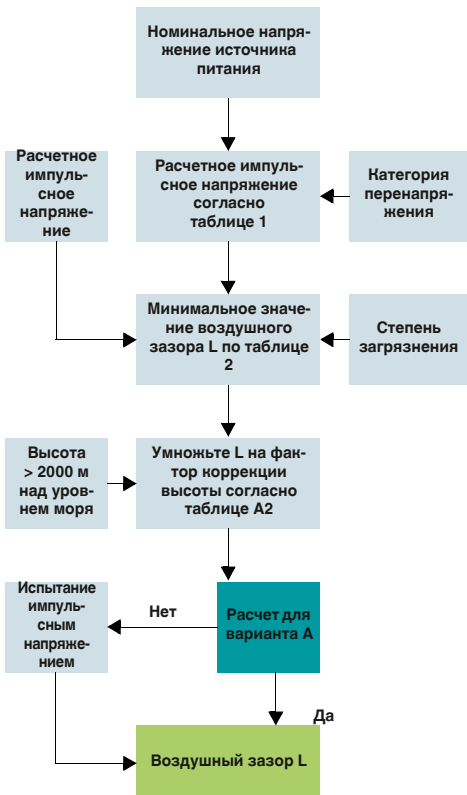 Номинальное напря-
жение источника
питания
Расчетное
импуль-
сное
напряже-
ние
Расчетное импуль-
сное напряжение
согласно
таблице 1
Категория
перенапря-
жения
Минимальное значе-
ние воздушного
зазора L по таблице
2
Степень
загрязнения
Высота
> 2000 м
над уров-
нем моря
Умножьте L на фак-
тор коррекции
высоты согласно
таблице A2
Испытание
импуль-
сным
напряже-
нием
Нет
Расчет для
варианта A
Да
Воздушный зазор L